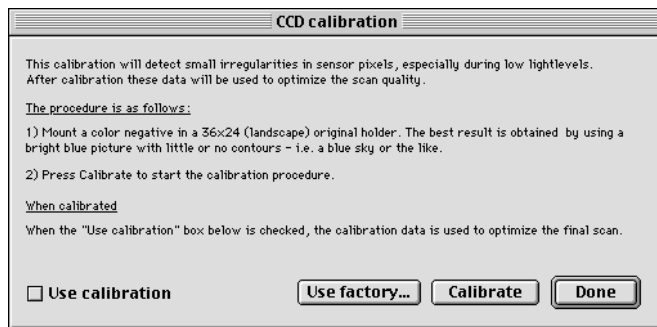 CCD calibration
This calibration will detect small irregularities in sensor pixels, especially during low lightlevels.
After calibration these data will be used to optimize the scan quality.
The procedure is as follows:
1) Mount a color negative in a 36x24 (landscape) original holder. The best result is obtained by using a
bright blue picture with little or no contours - i.e. a blue sky or the like.
2) Press Calibrate to start the calibration procedure.
When calibrated
When the "Use calibration" box below is checked, the calibration data is used to optimize the final scan.
Use calibration
Use factory...
Calibrate
Done